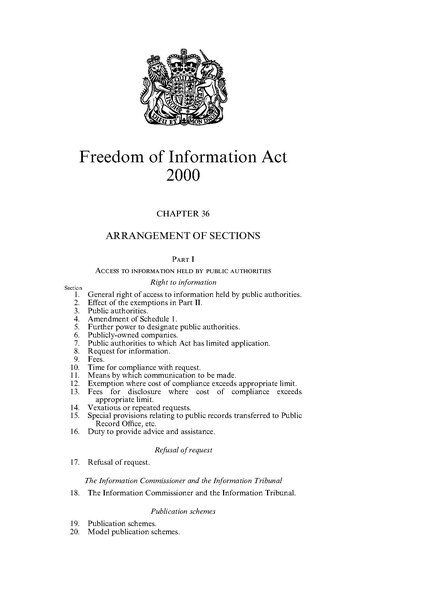 Freedom of Information Act
2000
CHAPTER 36
ARRANGEMENT OF SECTIONS
PART I
ACCESS TO INFORMATION HELD BY PUBLIC AUTHORITIES
Right to information
Section
1. General right of access to information held by public authorities.
2. Effect of the exemptions in Part II.
3. Public authorities.
4. Amendment of Schedule 1.
5. Further power to designate public authorities.
6. Publicly-owned companies.
7. Public authorities to which Act has limited application.
8. Request for information.
9. Fees.
10. Time for compliance with request.
11. Means by which communication to be made.
12. Exemption where cost of compliance exceeds appropriate limit.
13. Fees for disclosure where cost of compliance exceeds
appropriate limit.
14. Vexatious or repeated requests.
15. Special provisions relating to public records transferred to Public
Record Office, etc.
16. Duty to provide advice and assistance.
Refusal of request
17. Refusal of request.
The Information Commissioner and the Information Tribunal
18. The Information Commissioner and the Information Tribunal.
Publication schemes
19. Publication schemes.
20. Model publication schemes.